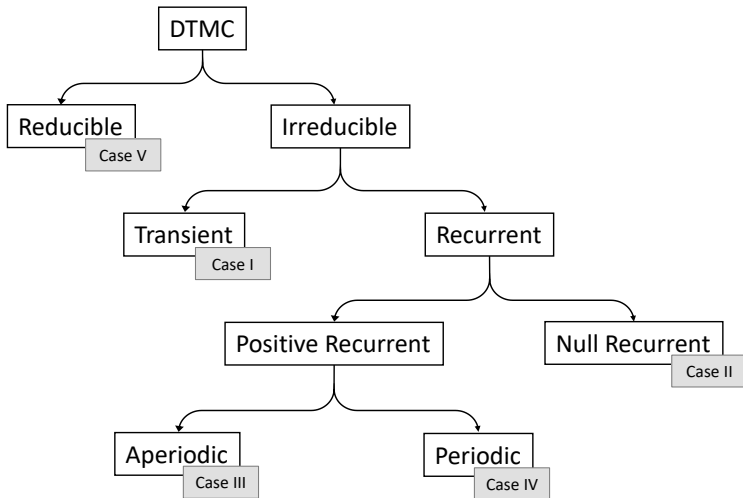 DTMC
Reducible
Case V
Irreducible
Transient
Case I
Recurrent
Positive Recurrent
Null Recurrent
Case II
Aperiodic
Case III
Periodic
Case IV